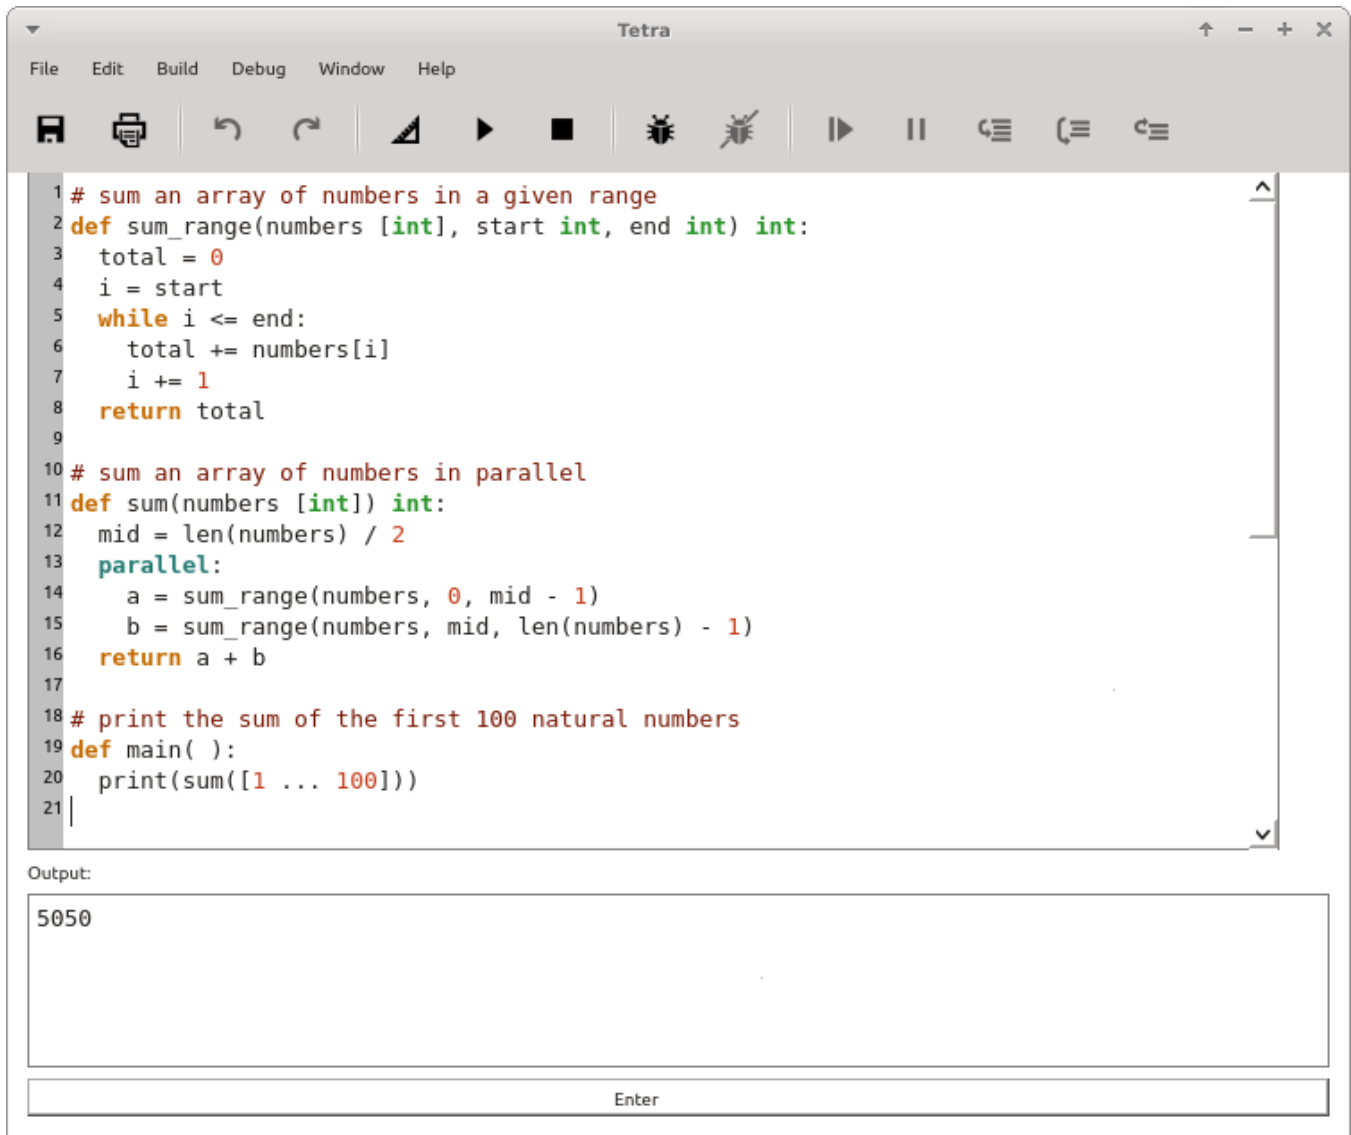 Tetra
File Edit Build Debug Window Help
1 # sum an array of numbers in a given range
2 def sum_range(numbers [int], start int, end int) int:
3   total = 0
4   i = start
5   while i <= end:
6     total += numbers[i]
7     i += 1
8   return total
9
10 # sum an array of numbers in parallel
11 def sum(numbers [int]) int:
12   mid = len(numbers) / 2
13   parallel:
14     a = sum_range(numbers, 0, mid - 1)
15     b = sum_range(numbers, mid, len(numbers) - 1)
16   return a + b
17
18 # print the sum of the first 100 natural numbers
19 def main( ):
20   print(sum([1 ... 100]))
21
Output:
5050
Enter